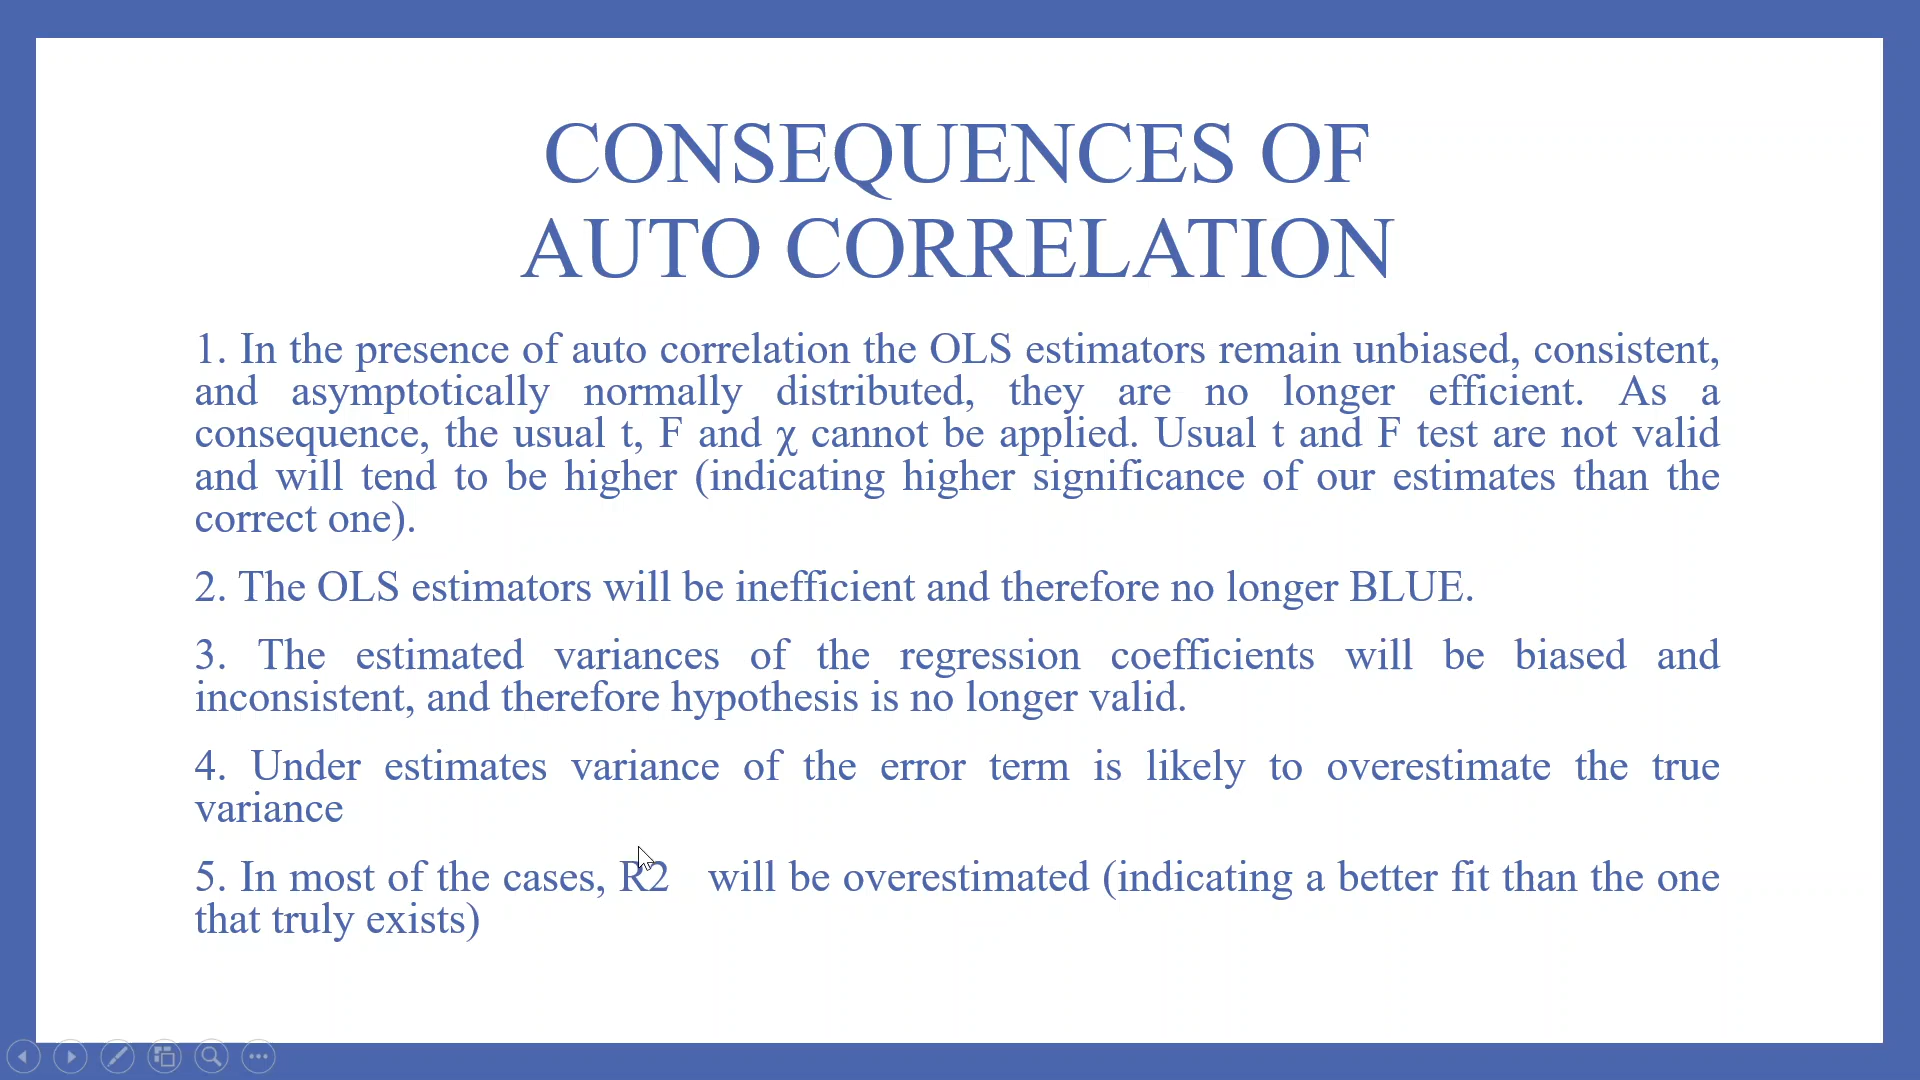 CONSEQUENCES OF
AUTO CORRELATION
1. In the presence of auto correlation the OLS estimators remain unbiased, consistent,
and asymptotically normally distributed, they are no longer efficient. As a
consequence, the usual t, F and χ cannot be applied. Usual t and F test are not valid
and will tend to be higher (indicating higher significance of our estimates than the
correct one).
2. The OLS estimators will be inefficient and therefore no longer BLUE.
3. The estimated variances of the regression coefficients will be biased and
inconsistent, and therefore hypothesis is no longer valid.
4. Under estimates variance of the error term is likely to overestimate the true
variance
5. In most of the cases, R2 will be overestimated (indicating a better fit than the one
that truly exists)